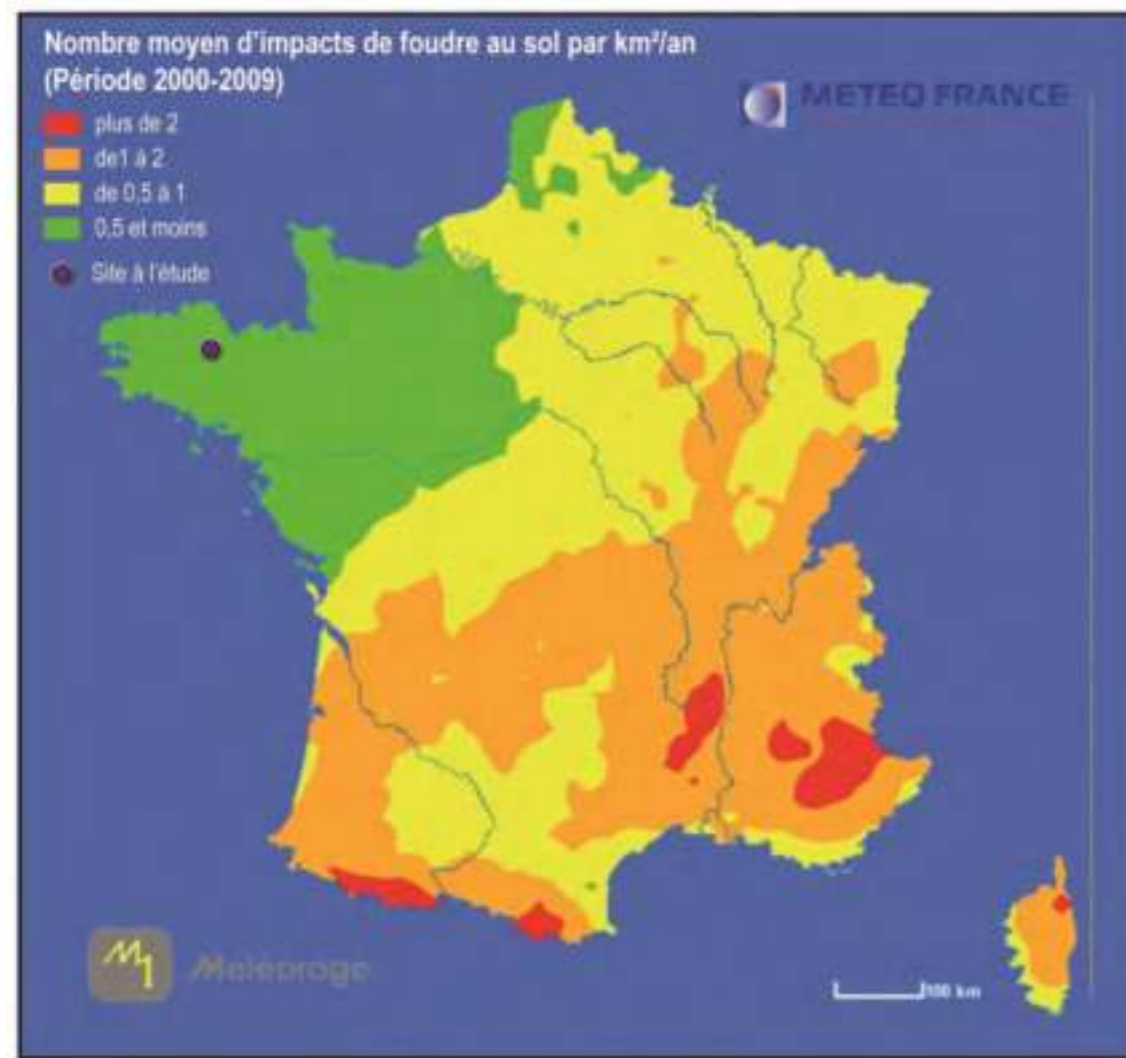 Nombre moyen d'impacts de foudre au sol par km²/an
(Période 2000-2009)
METEO FRANCE
plus de 2
de1 à 2
de 0,5 à 1
0,5 et moins
Site à l'étude
Météorage
100 km